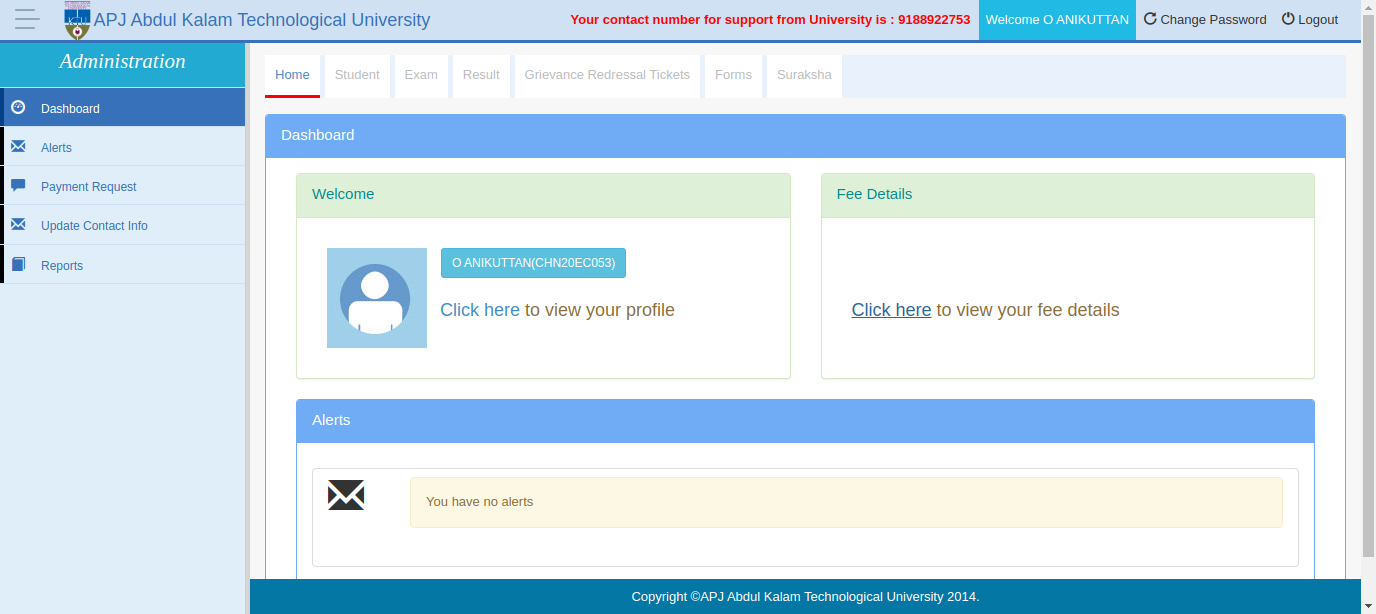 APJ Abdul Kalam Technological University
Your contact number for support from University is : 9188922753
Welcome O ANIKUTTAN
Change Password
Logout
Administration
Dashboard
Alerts
Payment Request
Update Contact Info
Reports
Home
Student
Exam
Result
Grievance Redressal Tickets
Forms
Suraksha
Dashboard
Welcome
O ANIKUTTAN(CHN20EC053)
Click here to view your profile
Fee Details
Click here to view your fee details
Alerts
You have no alerts
Copyright ©APJ Abdul Kalam Technological University 2014.